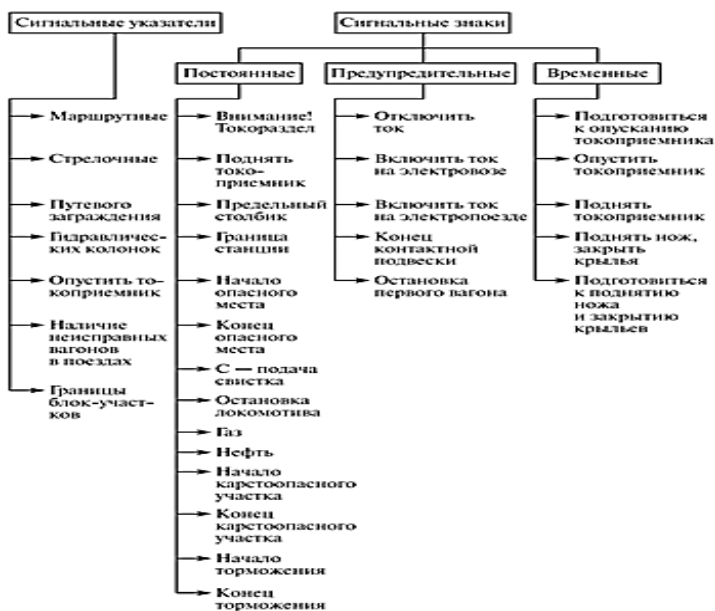 Сигнальные указатели
Сигнальные знаки
Постоянные
Предупредительные
Временные
Маршрутные
Стрелочные
Путевого
заграждения
Гидравличес-
ких колонок
Опустить то-
коприемник
Наличие
неисправных
вагонов
в поездах
Границы
блок-участ-
ков
Внимание!
Токораздел
Поднять
токо-
приемник
Предельный
столбик
Граница
станции
Начало
опасного
места
Конец
опасного
места
С — подача
свистка
Остановка
локомотива
Газ
Нефть
Начало
карстоопасного
участка
Конец
карстоопасного
участка
Начало
торможения
Конец
торможения
Отключить
ток
Включить ток
на электровозе
Включить ток
на электропоезде
Конец
контактной
подвески
Остановка
первого вагона
Подготовиться
к опусканию
токоприемника
Опустить
токоприемник
Поднять
токоприемник
Поднять нож,
закрыть
крылья
Подготовиться
к поднятию
ножа
и закрытию
крыльев